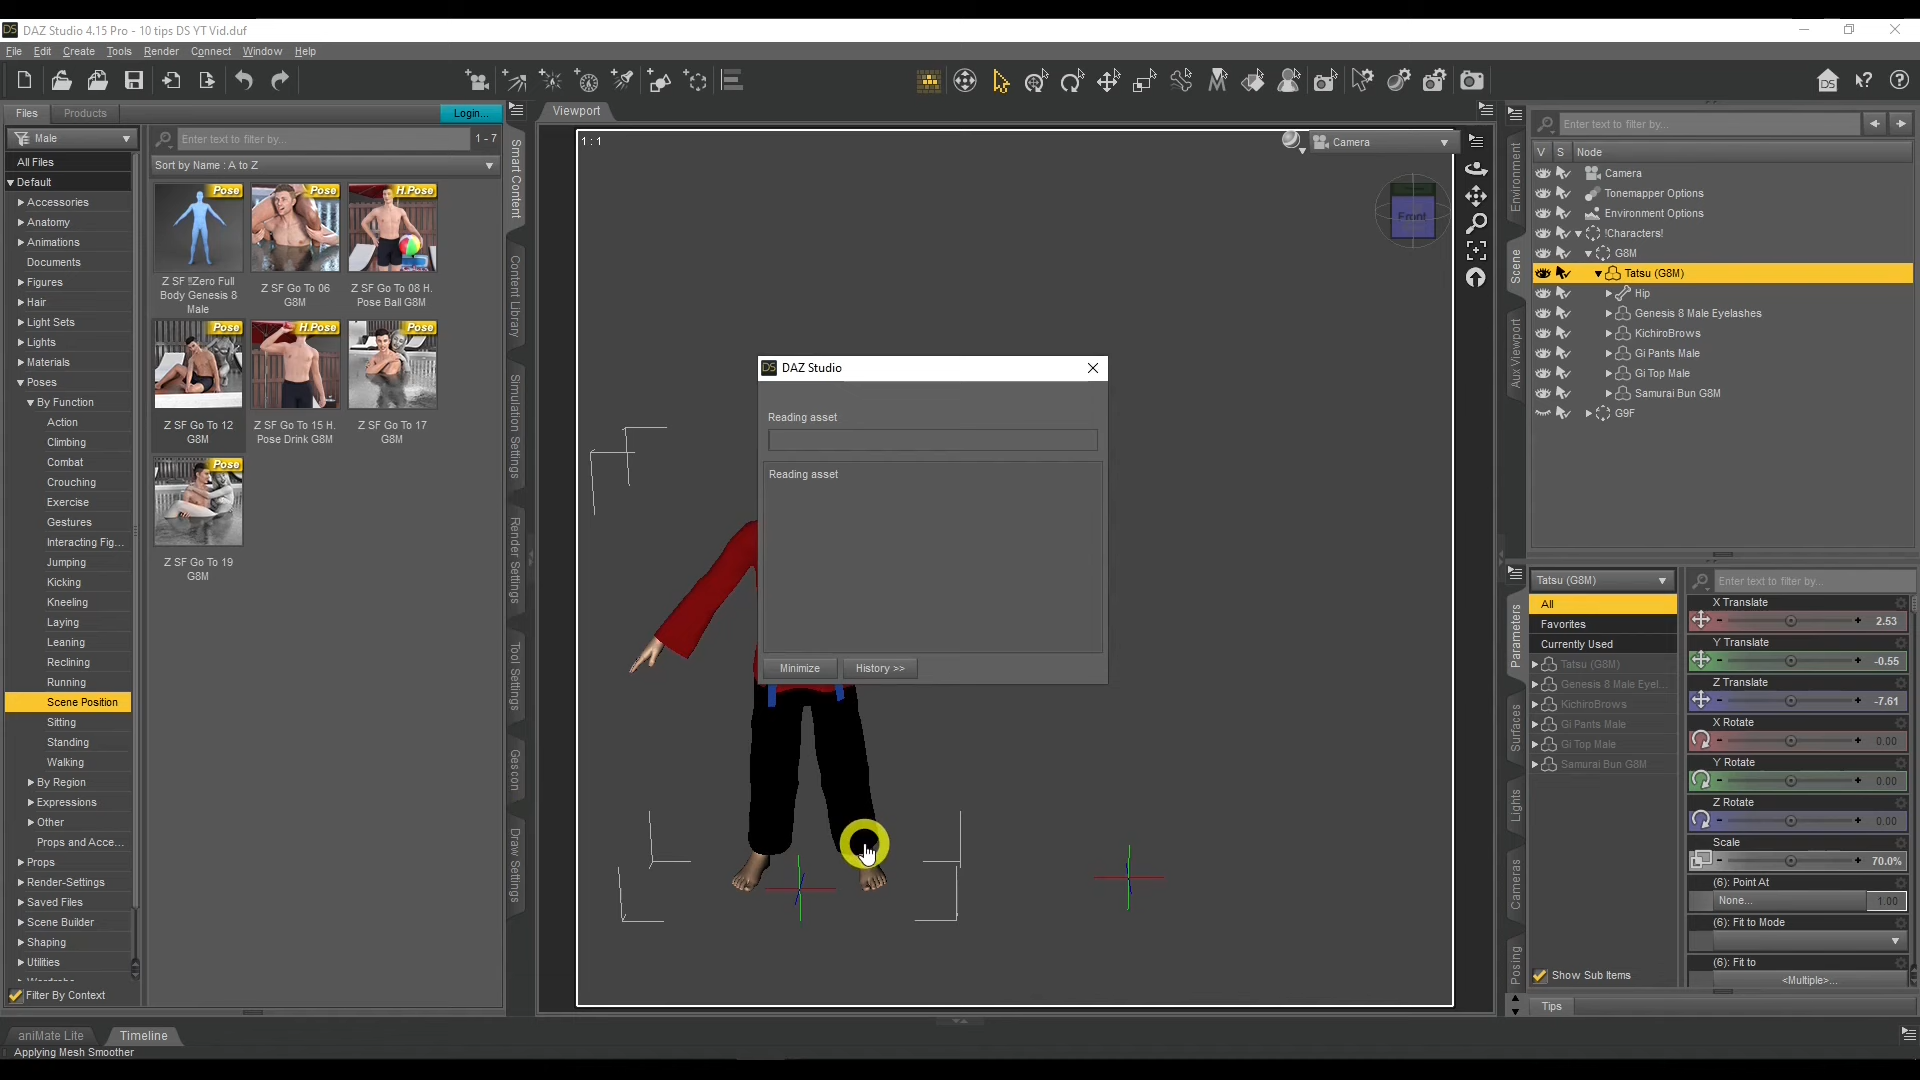 DAZ Studio 4.15 Pro - 10 tips DS YT Vid.duf
File Edit Create Tools Render Connect Window Help
Files Products Login...
Male
Enter text to filter by...
1 - 7
All Files
Sort by Name : A to Z
Default
Accessories
Anatomy
Animations
Documents
Figures
Hair
Light Sets
Lights
Materials
Poses
By Function
Action
Climbing
Combat
Crouching
Exercise
Gestures
Interacting Fig...
Jumping
Kicking
Kneeling
Laying
Leaning
Reclining
Running
Scene Position
Sitting
Standing
Walking
By Region
Expressions
Other
Props and Acce...
Props
Render-Settings
Saved Files
Scene Builder
Shaping
Utilities
Filter By Context
Pose
Pose
H.Pose
Z SF !!Zero Full
Body Genesis 8
Male
Z SF Go To 06
G8M
Z SF Go To 08 H.
Pose Ball G8M
Pose
H.Pose
Pose
Z SF Go To 12
G8M
Z SF Go To 15 H.
Pose Drink G8M
Z SF Go To 17
G8M
Pose
Z SF Go To 19
G8M
Smart Content
Content Library
Simulation Settings
Render Settings
Tool Settings
Gescon
Draw Settings
Viewport
1 : 1
Camera
Front
DAZ Studio
Reading asset
Reading asset
Minimize
History >>
Environment
Scene
Aux Viewport
Enter text to filter by...
V S Node
Camera
Tonemapper Options
Environment Options
!Characters!
G8M
Tatsu (G8M)
Hip
Genesis 8 Male Eyelashes
KichiroBrows
Gi Pants Male
Gi Top Male
Samurai Bun G8M
G9F
Parameters
Surfaces
Lights
Cameras
Posing
Tatsu (G8M)
All
Favorites
Currently Used
Tatsu (G8M)
Genesis 8 Male Eyel...
KichiroBrows
Gi Pants Male
Gi Top Male
Samurai Bun G8M
Show Sub Items
Enter text to filter by...
X Translate
2.53
Y Translate
-0.55
Z Translate
-7.61
X Rotate
0.00
Y Rotate
0.00
Z Rotate
0.00
Scale
70.0%
(6): Point At
None...
1.00
(6): Fit to Mode
(6): Fit to
<Multiple>...
Tips
aniMate Lite
Timeline
Applying Mesh Smoother